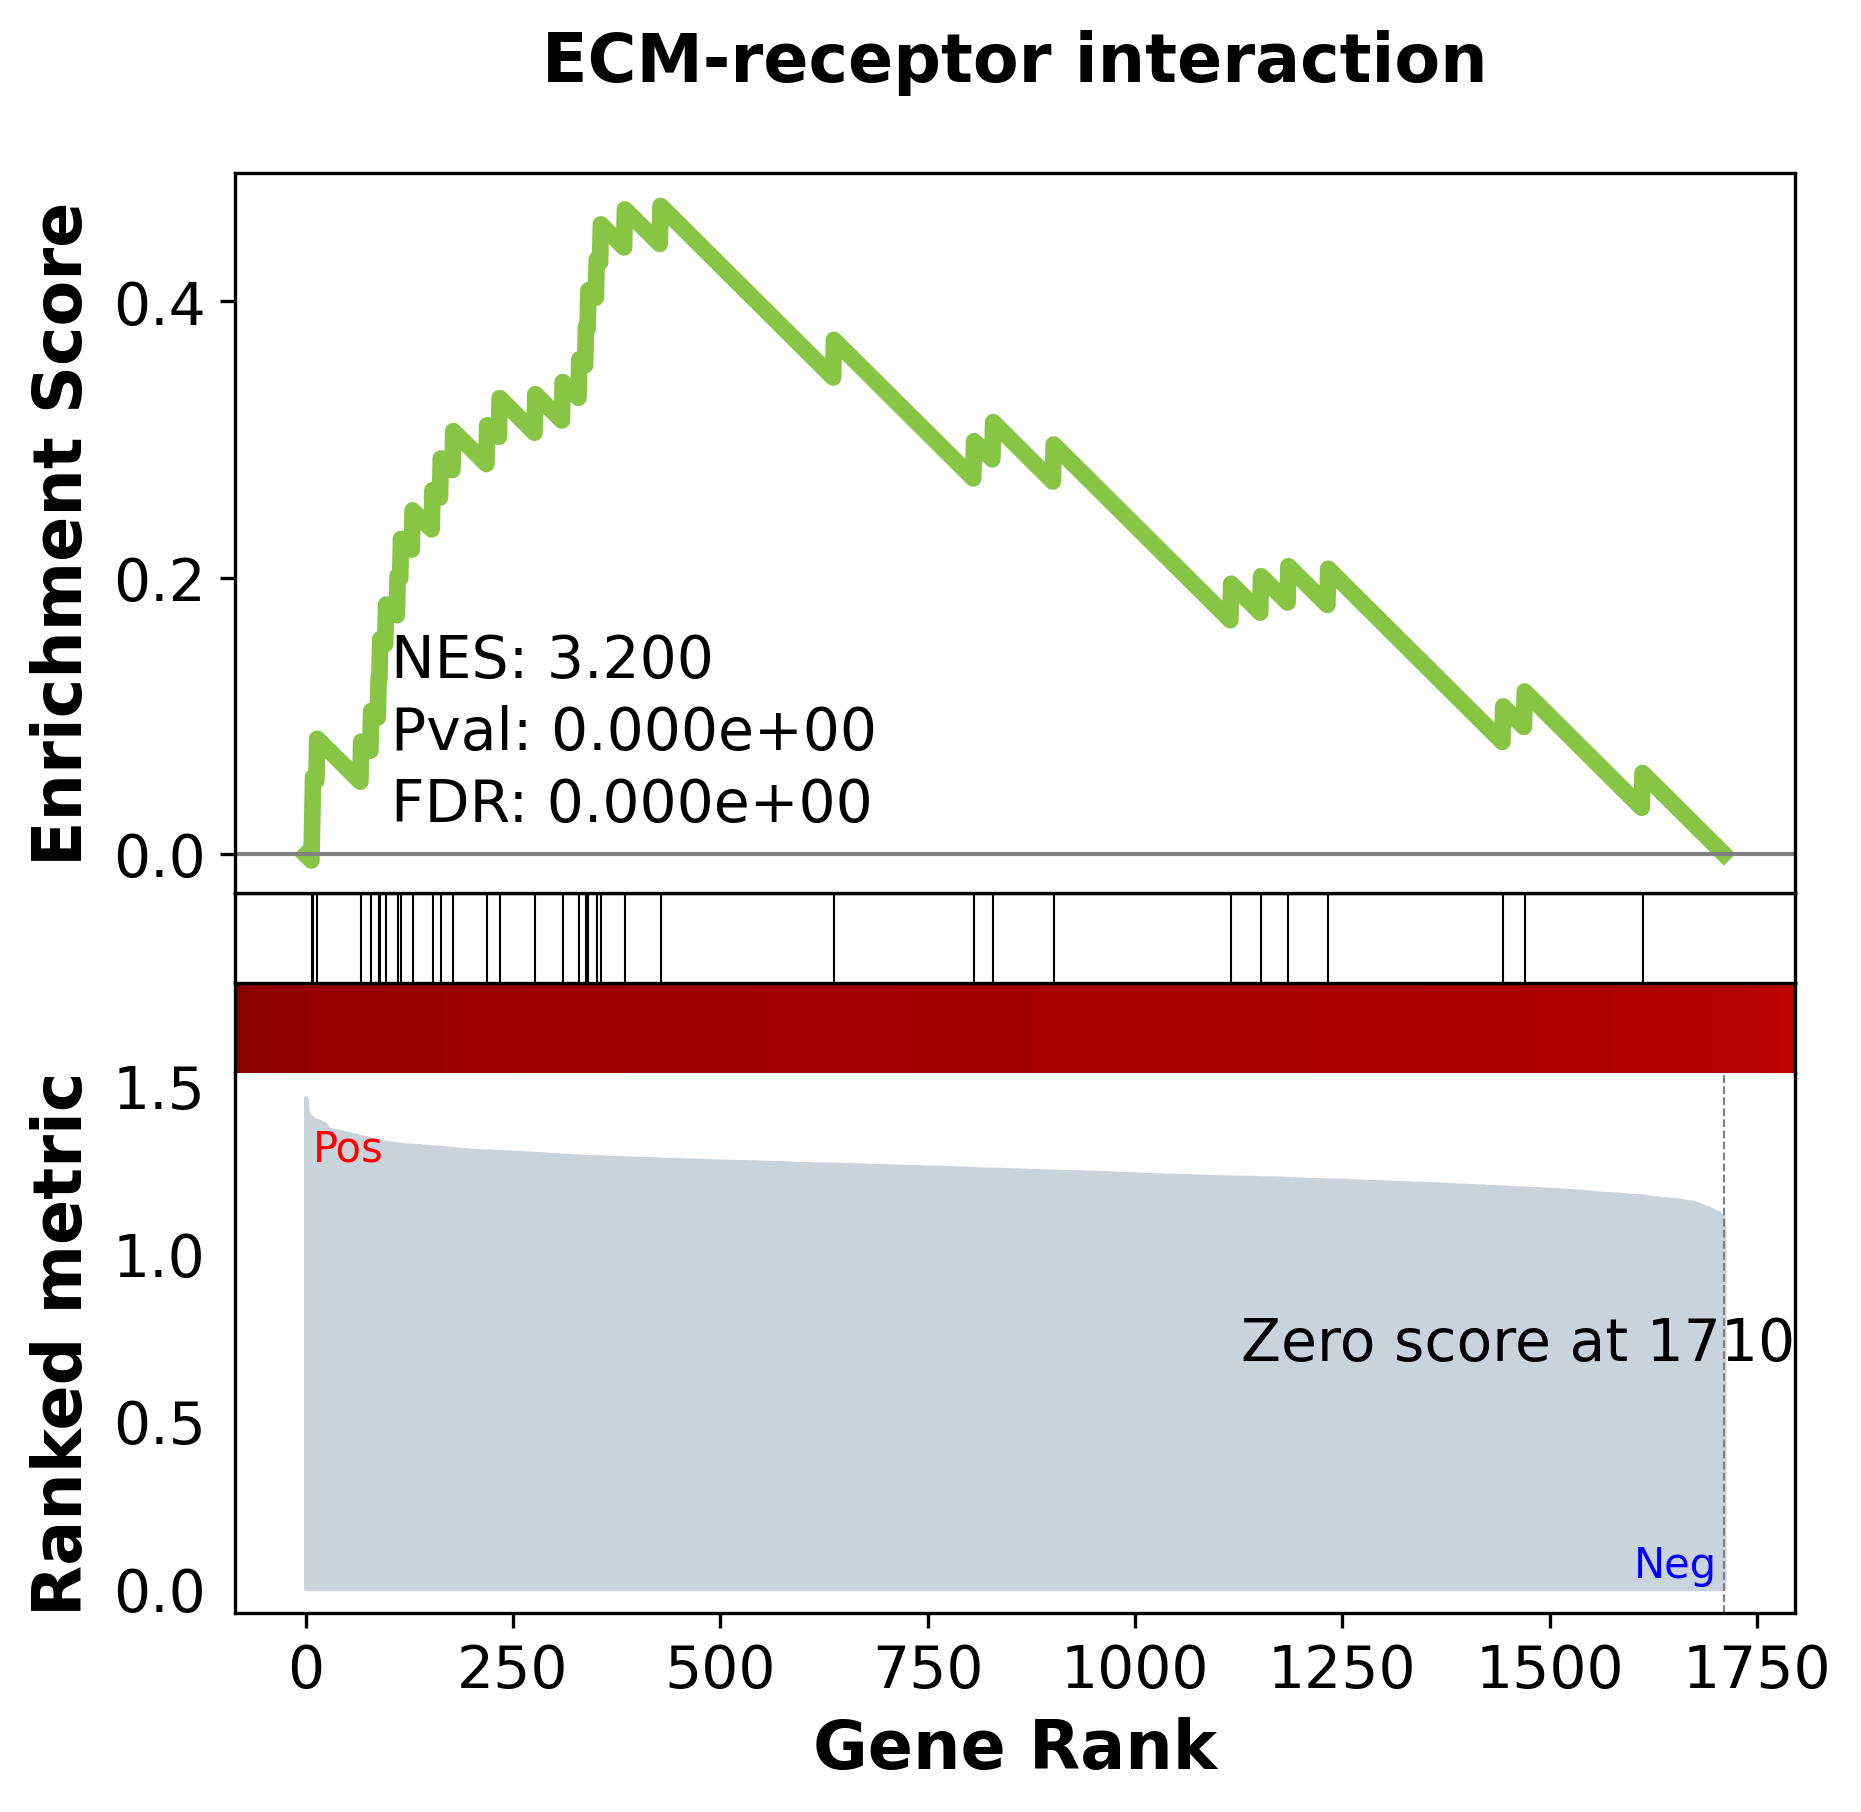 ECM-receptor interaction
Enrichment Score
0.4
0.2
0.0
NES: 3.200
Pval: 0.000e+00
FDR: 0.000e+00
Ranked metric
1.5
1.0
0.5
0.0
Pos
Zero score at 1710
Neg
0 250 500 750 1000 1250 1500 1750
Gene Rank